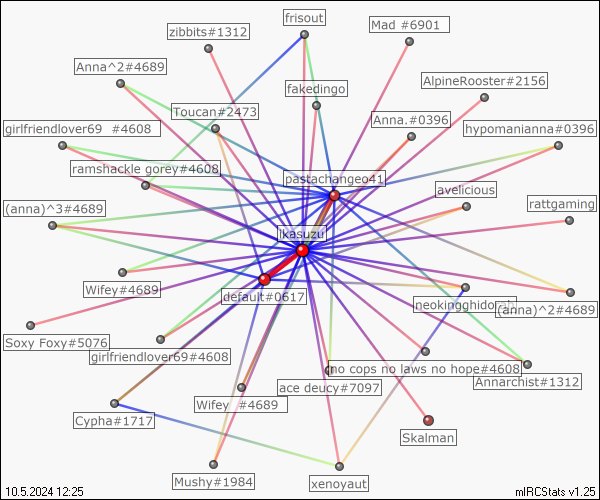 frisout
zibbits#1312
Mad #6901
Anna^2#4689
AlpineRooster#2156
fakedingo
Toucan#2473
Anna.#0396
girlfriendlover69 #4608
hypomanianna#0396
ramshackle gorey#4608
pastachangeo41
avelicious
rattgaming
(anna)^3#4689
ikasuzu
Wifey#4689
default#0617
(anna)^2#4689
Soxy Foxy#5076
girlfriendlover69#4608
no cops no laws no hope#4608
ace deucy#7097
Annarchist#1312
Wifey #4689
Cypha#1717
Skalman
Mushy#1984
xenoyaut
10.5.2024 12:25
mIRCStats v1.25